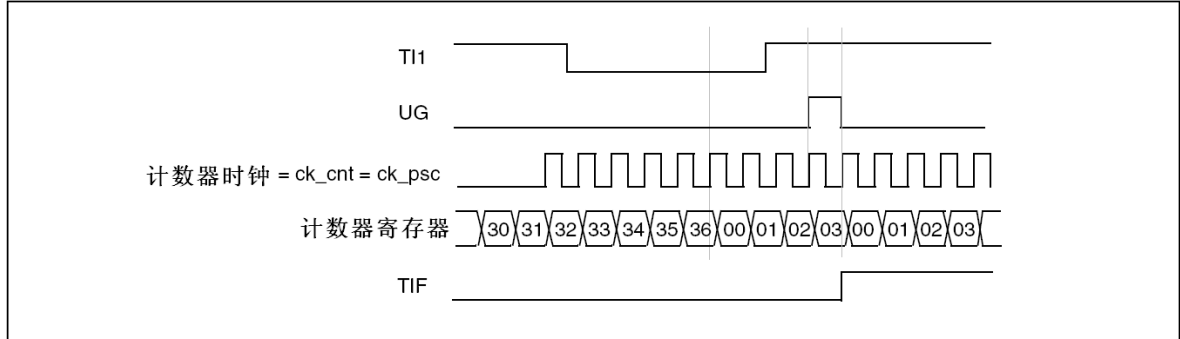 TI1
UG
计数器时钟 = ck_cnt = ck_psc
计数器寄存器 30 31 32 33 34 35 36 00 01 02 03 00 01 02 03
TIF